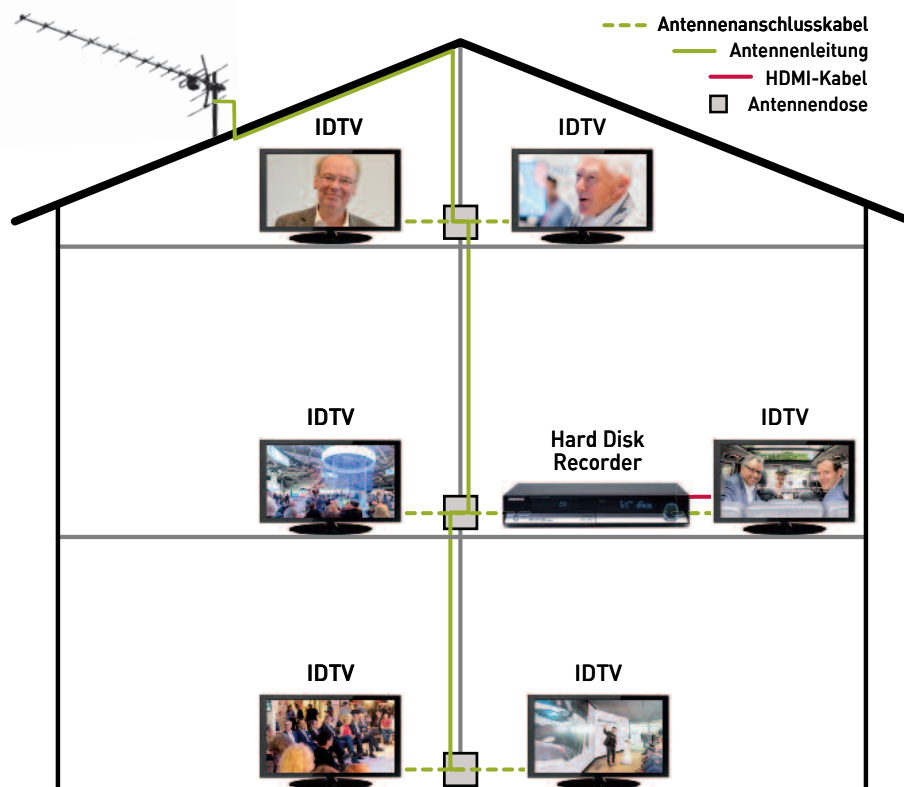 Antennenanschlusskabel
Antennenleitung
HDMI-Kabel
Antennendose
IDTV
IDTV
IDTV
Hard Disk
Recorder
IDTV
IDTV
IDTV